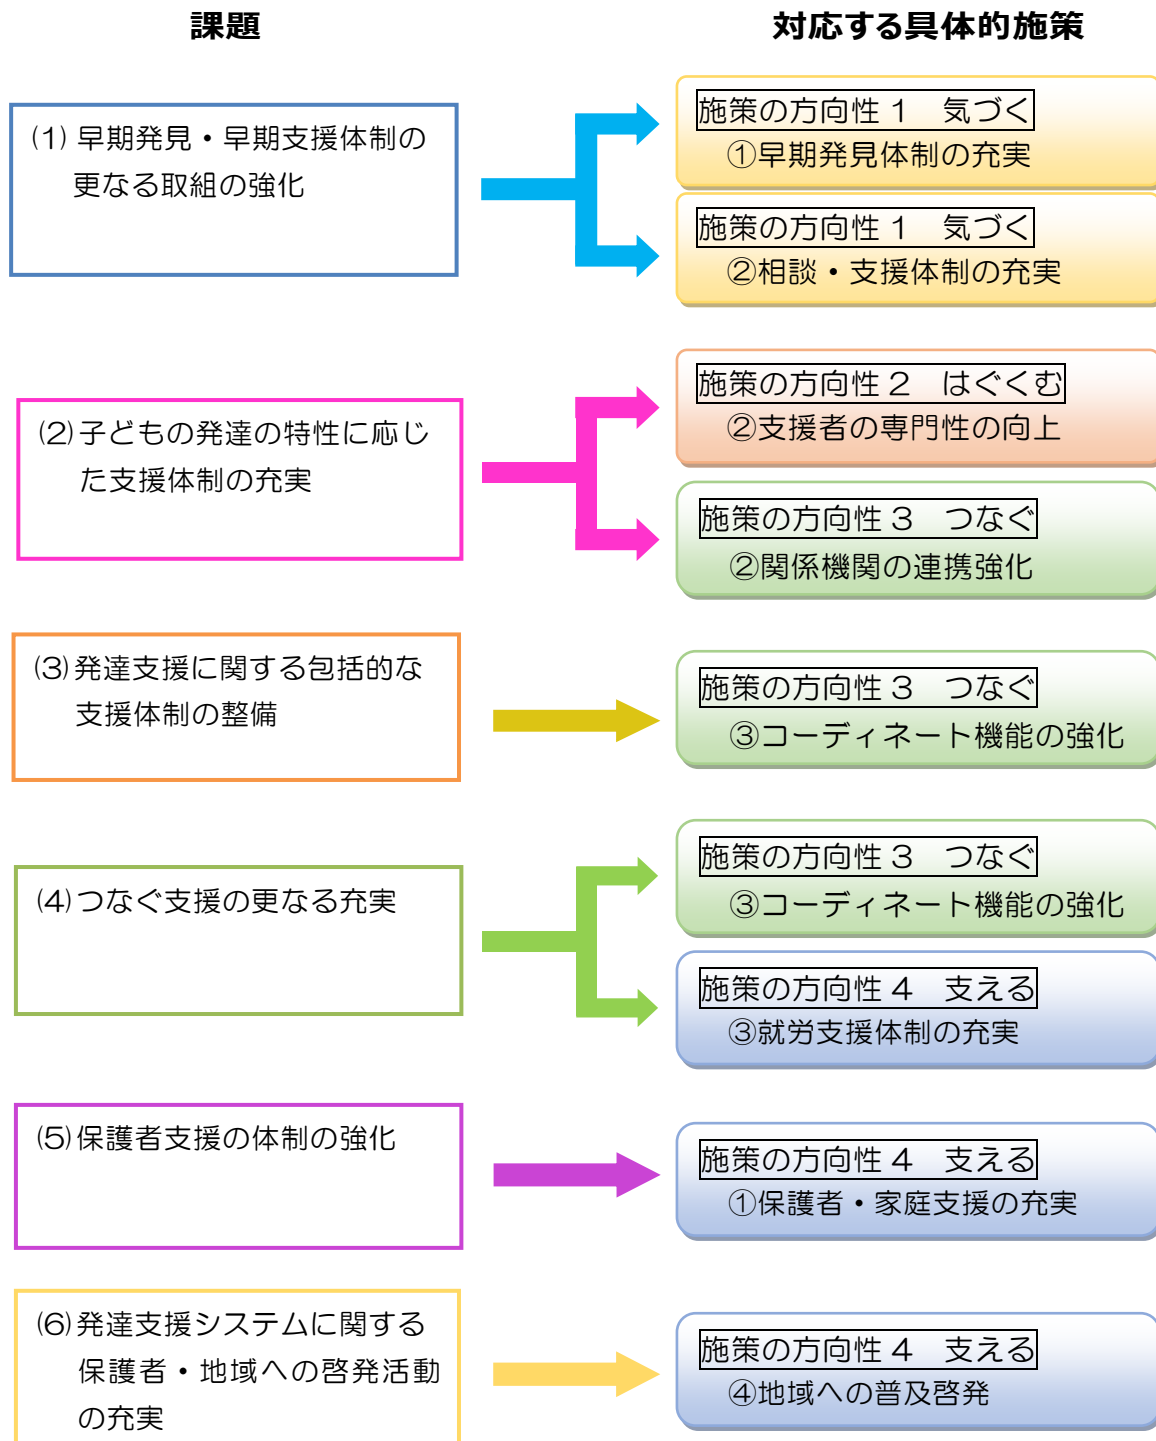 課題
対応する具体的施策
(1) 早期発見・早期支援体制の
更なる取組の強化
施策の方向性1　気づく
①早期発見体制の充実
施策の方向性1　気づく
②相談・支援体制の充実
(2) 子どもの発達の特性に応じ
た支援体制の充実
施策の方向性2　はぐくむ
②支援者の専門性の向上
施策の方向性3　つなぐ
②関係機関の連携強化
(3) 発達支援に関する包括的な
支援体制の整備
施策の方向性3　つなぐ
③コーディネート機能の強化
(4) つなぐ支援の更なる充実
施策の方向性3　つなぐ
③コーディネート機能の強化
施策の方向性4　支える
③就労支援体制の充実
(5) 保護者支援の体制の強化
施策の方向性4　支える
①保護者・家庭支援の充実
(6) 発達支援システムに関する
保護者・地域への啓発活動
の充実
施策の方向性4　支える
④地域への普及啓発